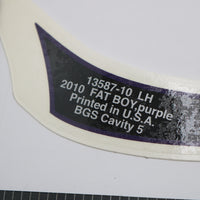 13587-10 LH
2010 FAT BOY,purple
Printed in U.S.A.
BGS Cavity 5